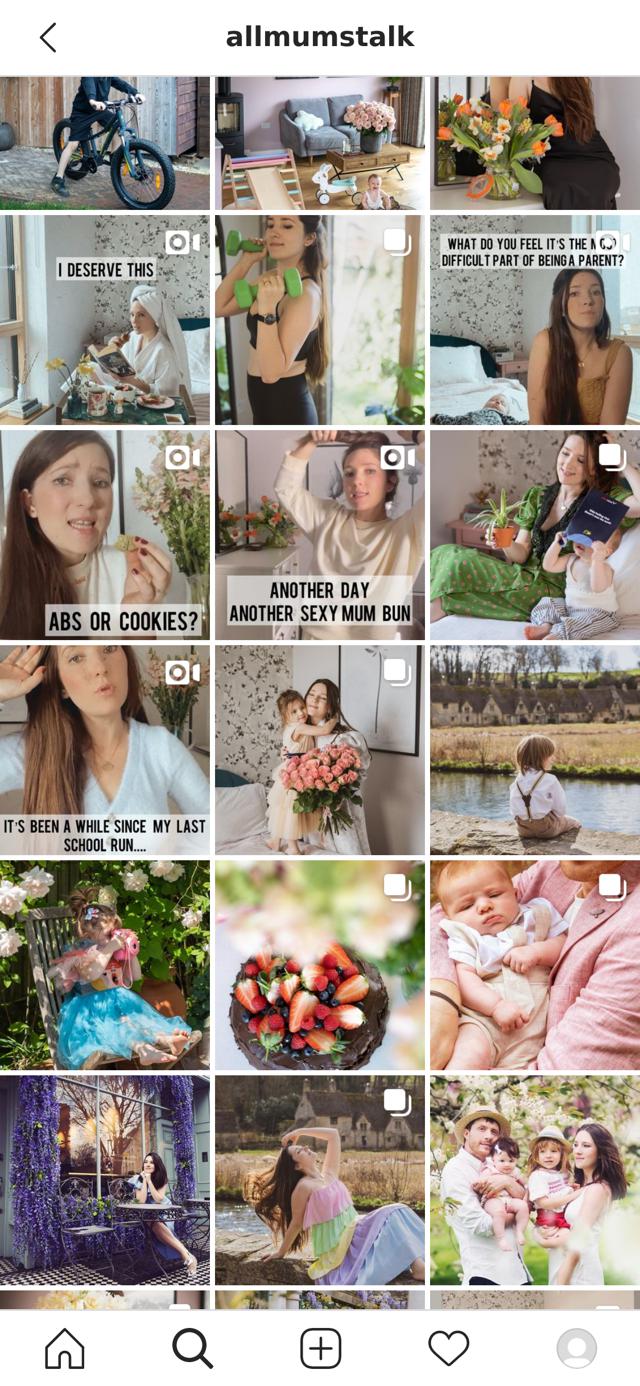 allmumstalk
I DESERVE THIS
WHAT DO YOU FEEL IT'S THE
DIFFICULT PART OF BEING A PARENT?
ABS OR COOKIES?
ANOTHER DAY
ANOTHER SEXY MUM BUN
IT'S BEEN A WHILE SINCE MY LAST
SCHOOL RUN....